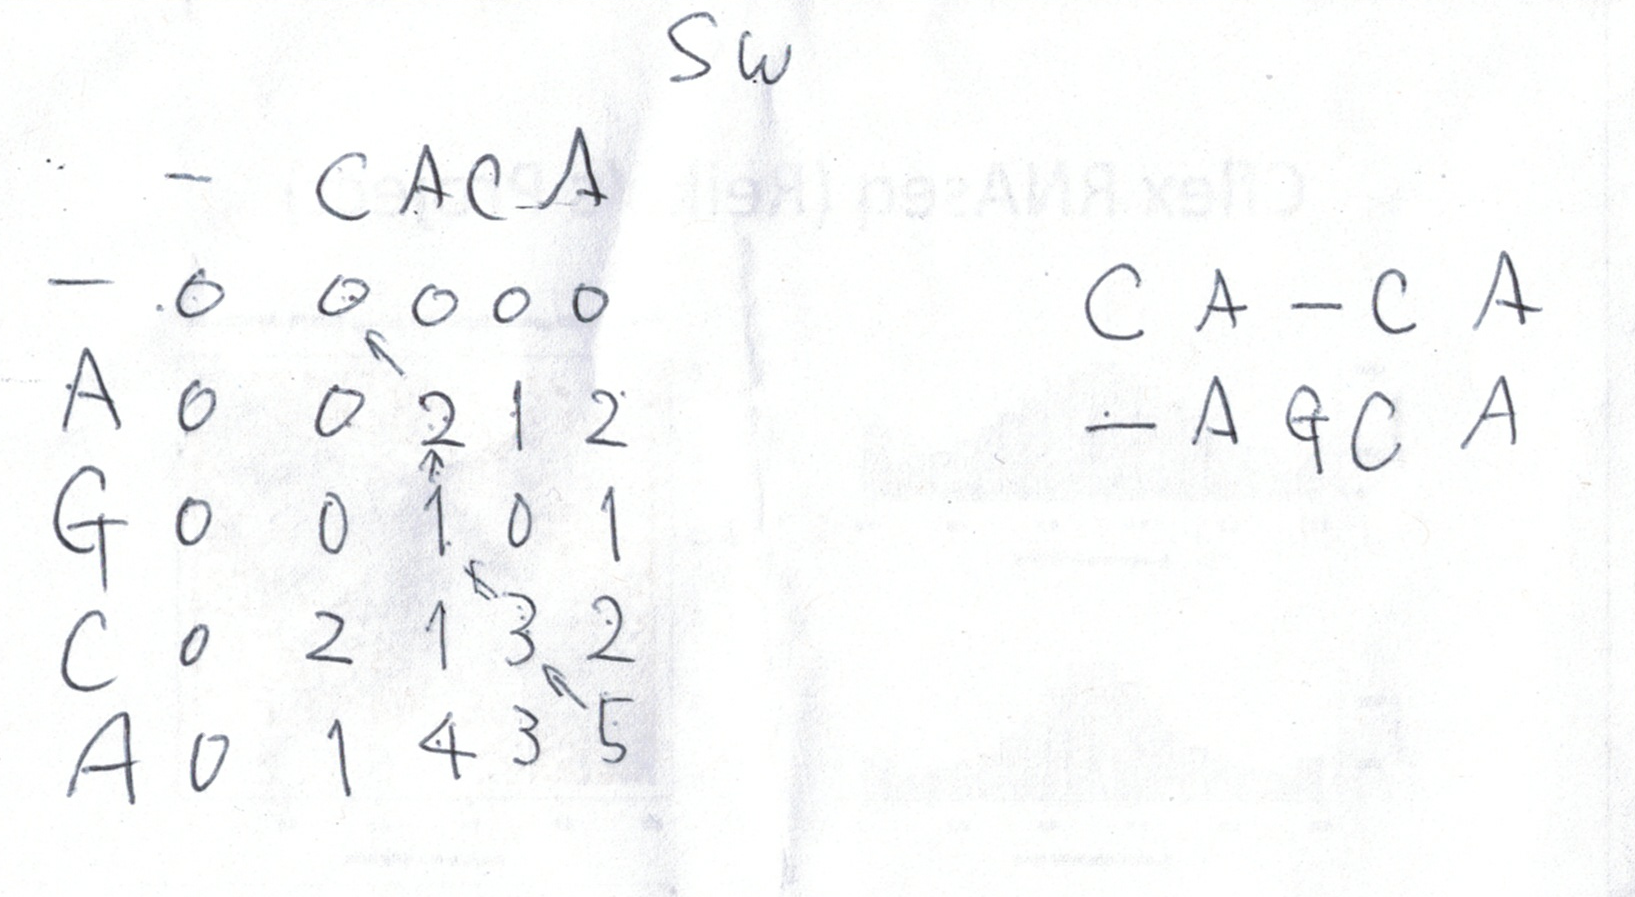 SW
- C A C A
- 0 0 0 0 0
A 0 0 2 1 2
G 0 0 1 0 1
C 0 2 1 3 2
A 0 1 4 3 5
C A - C A
- A G C A